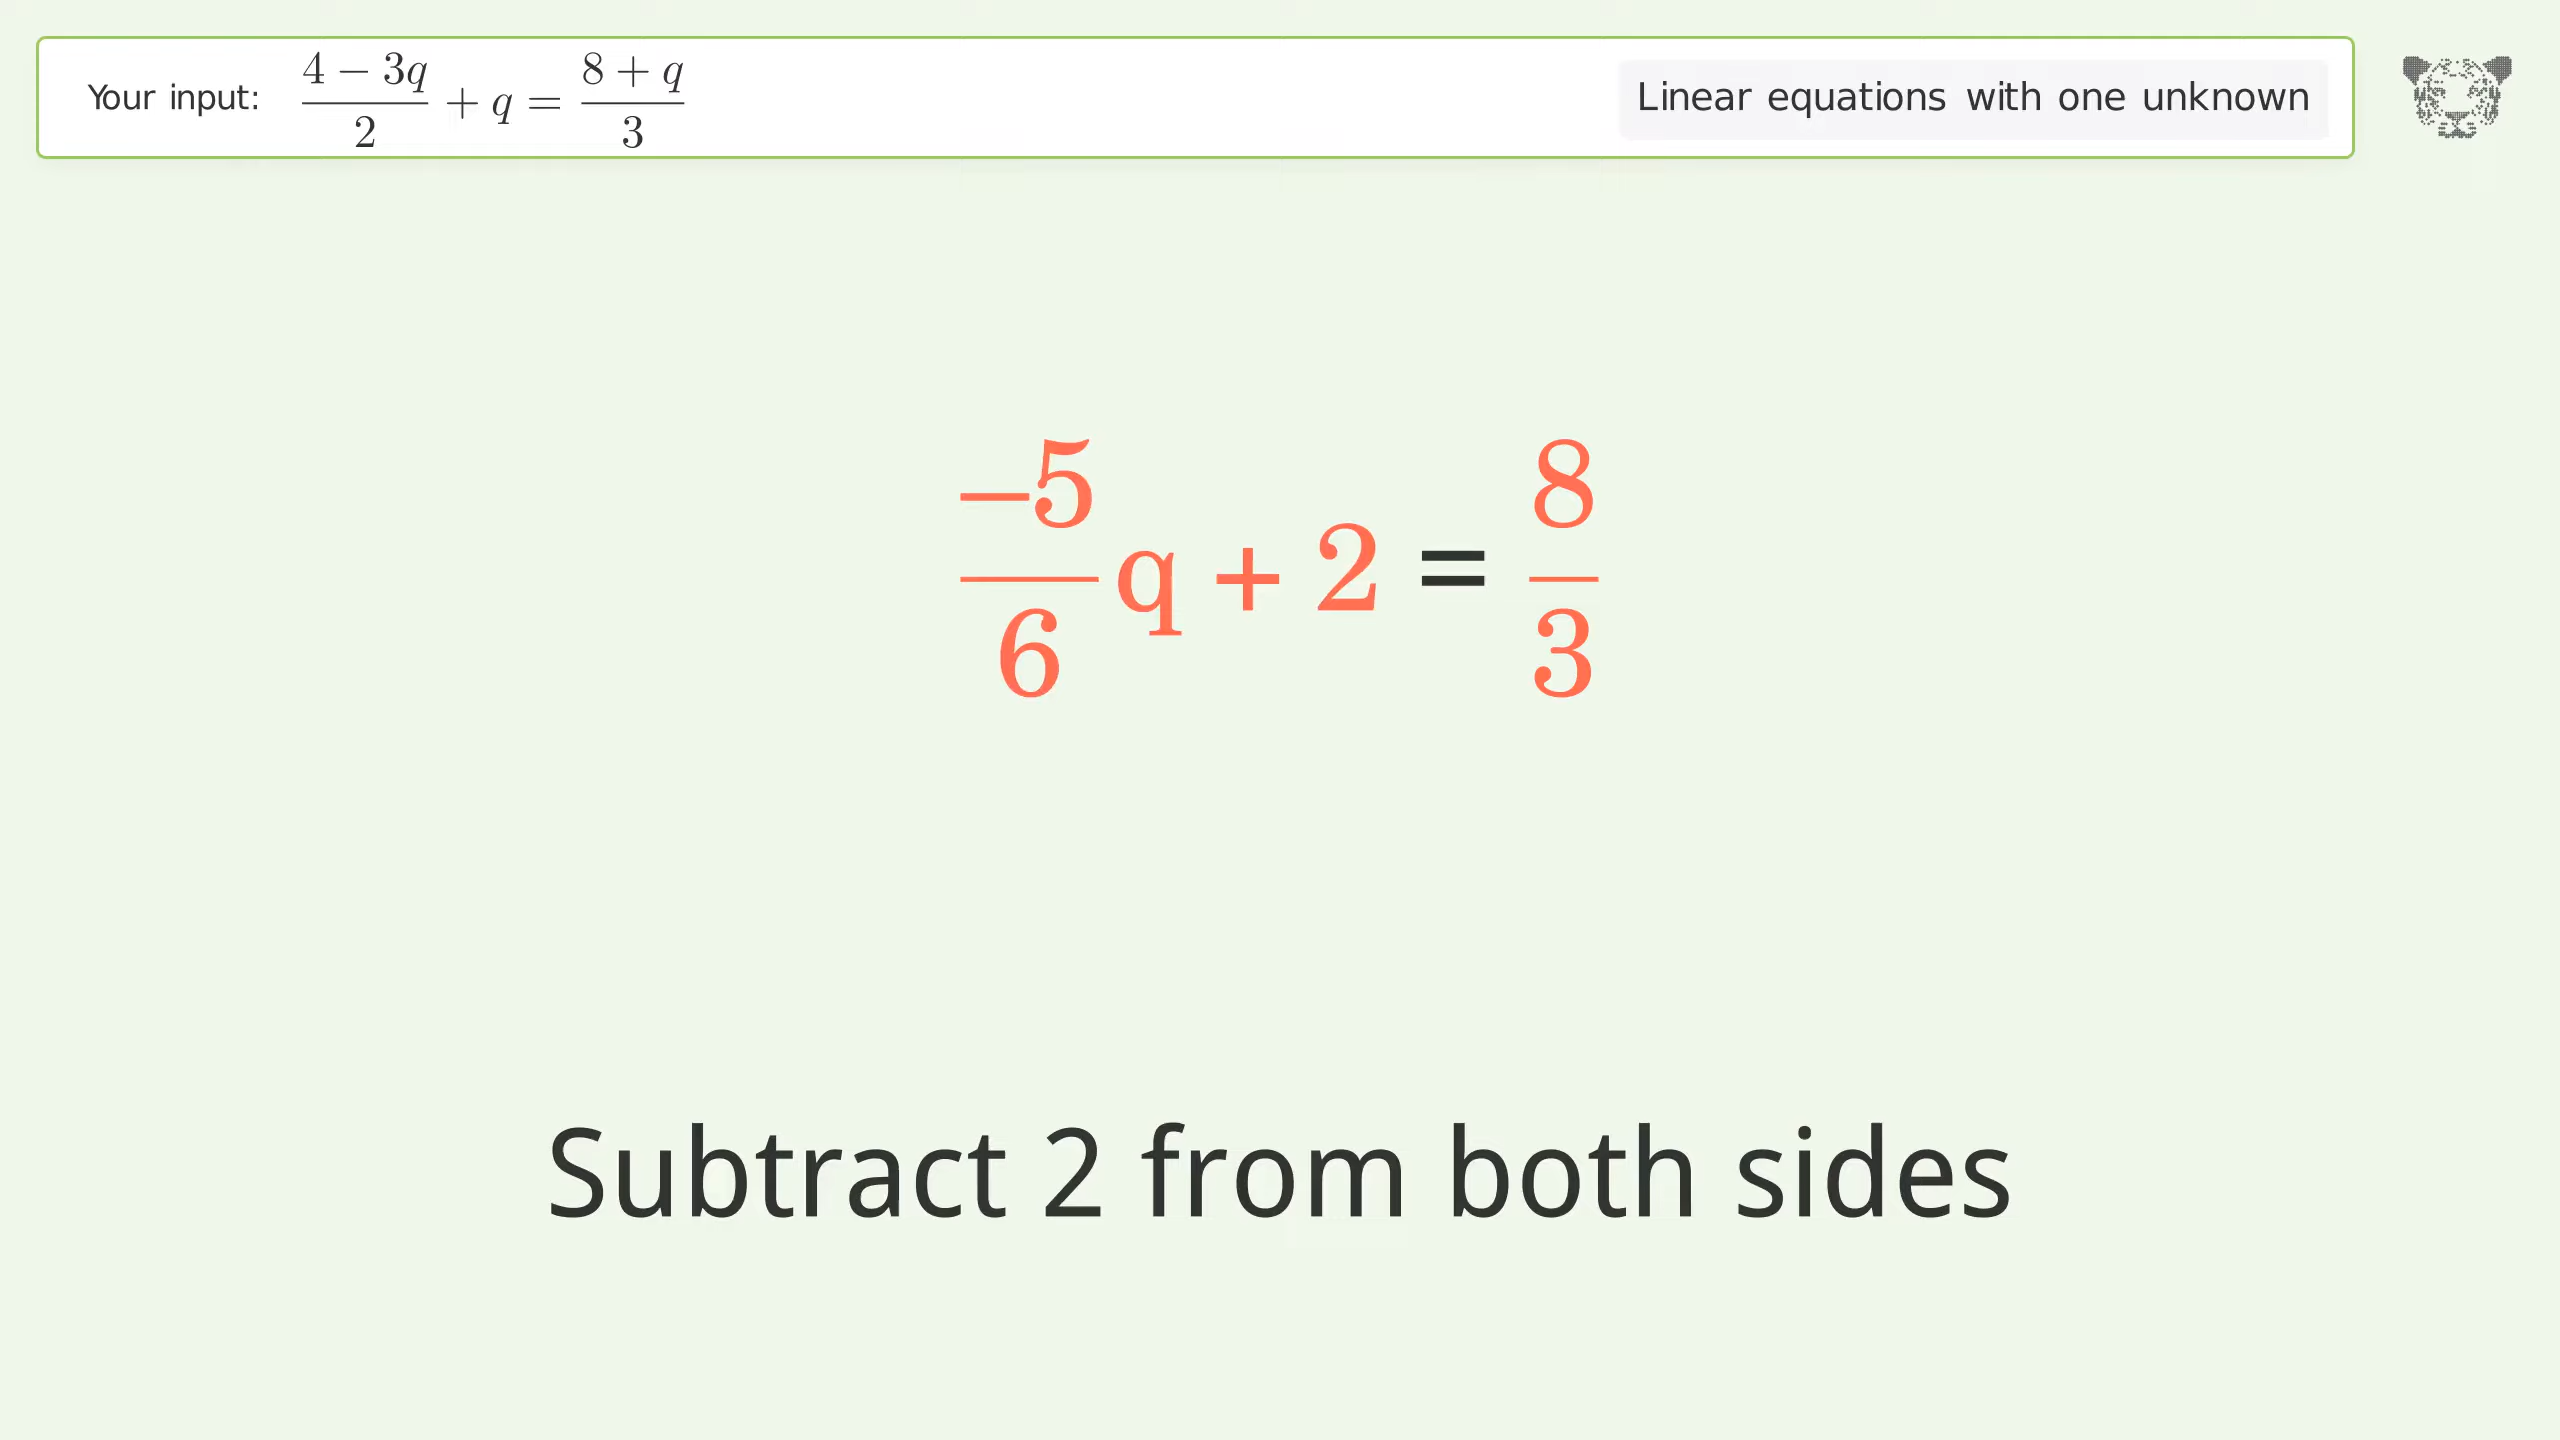 Your input: (4 − 3q)/2 + q = (8 + q)/3
Linear equations with one unknown
−5/6 q + 2 = 8/3
Subtract 2 from both sides